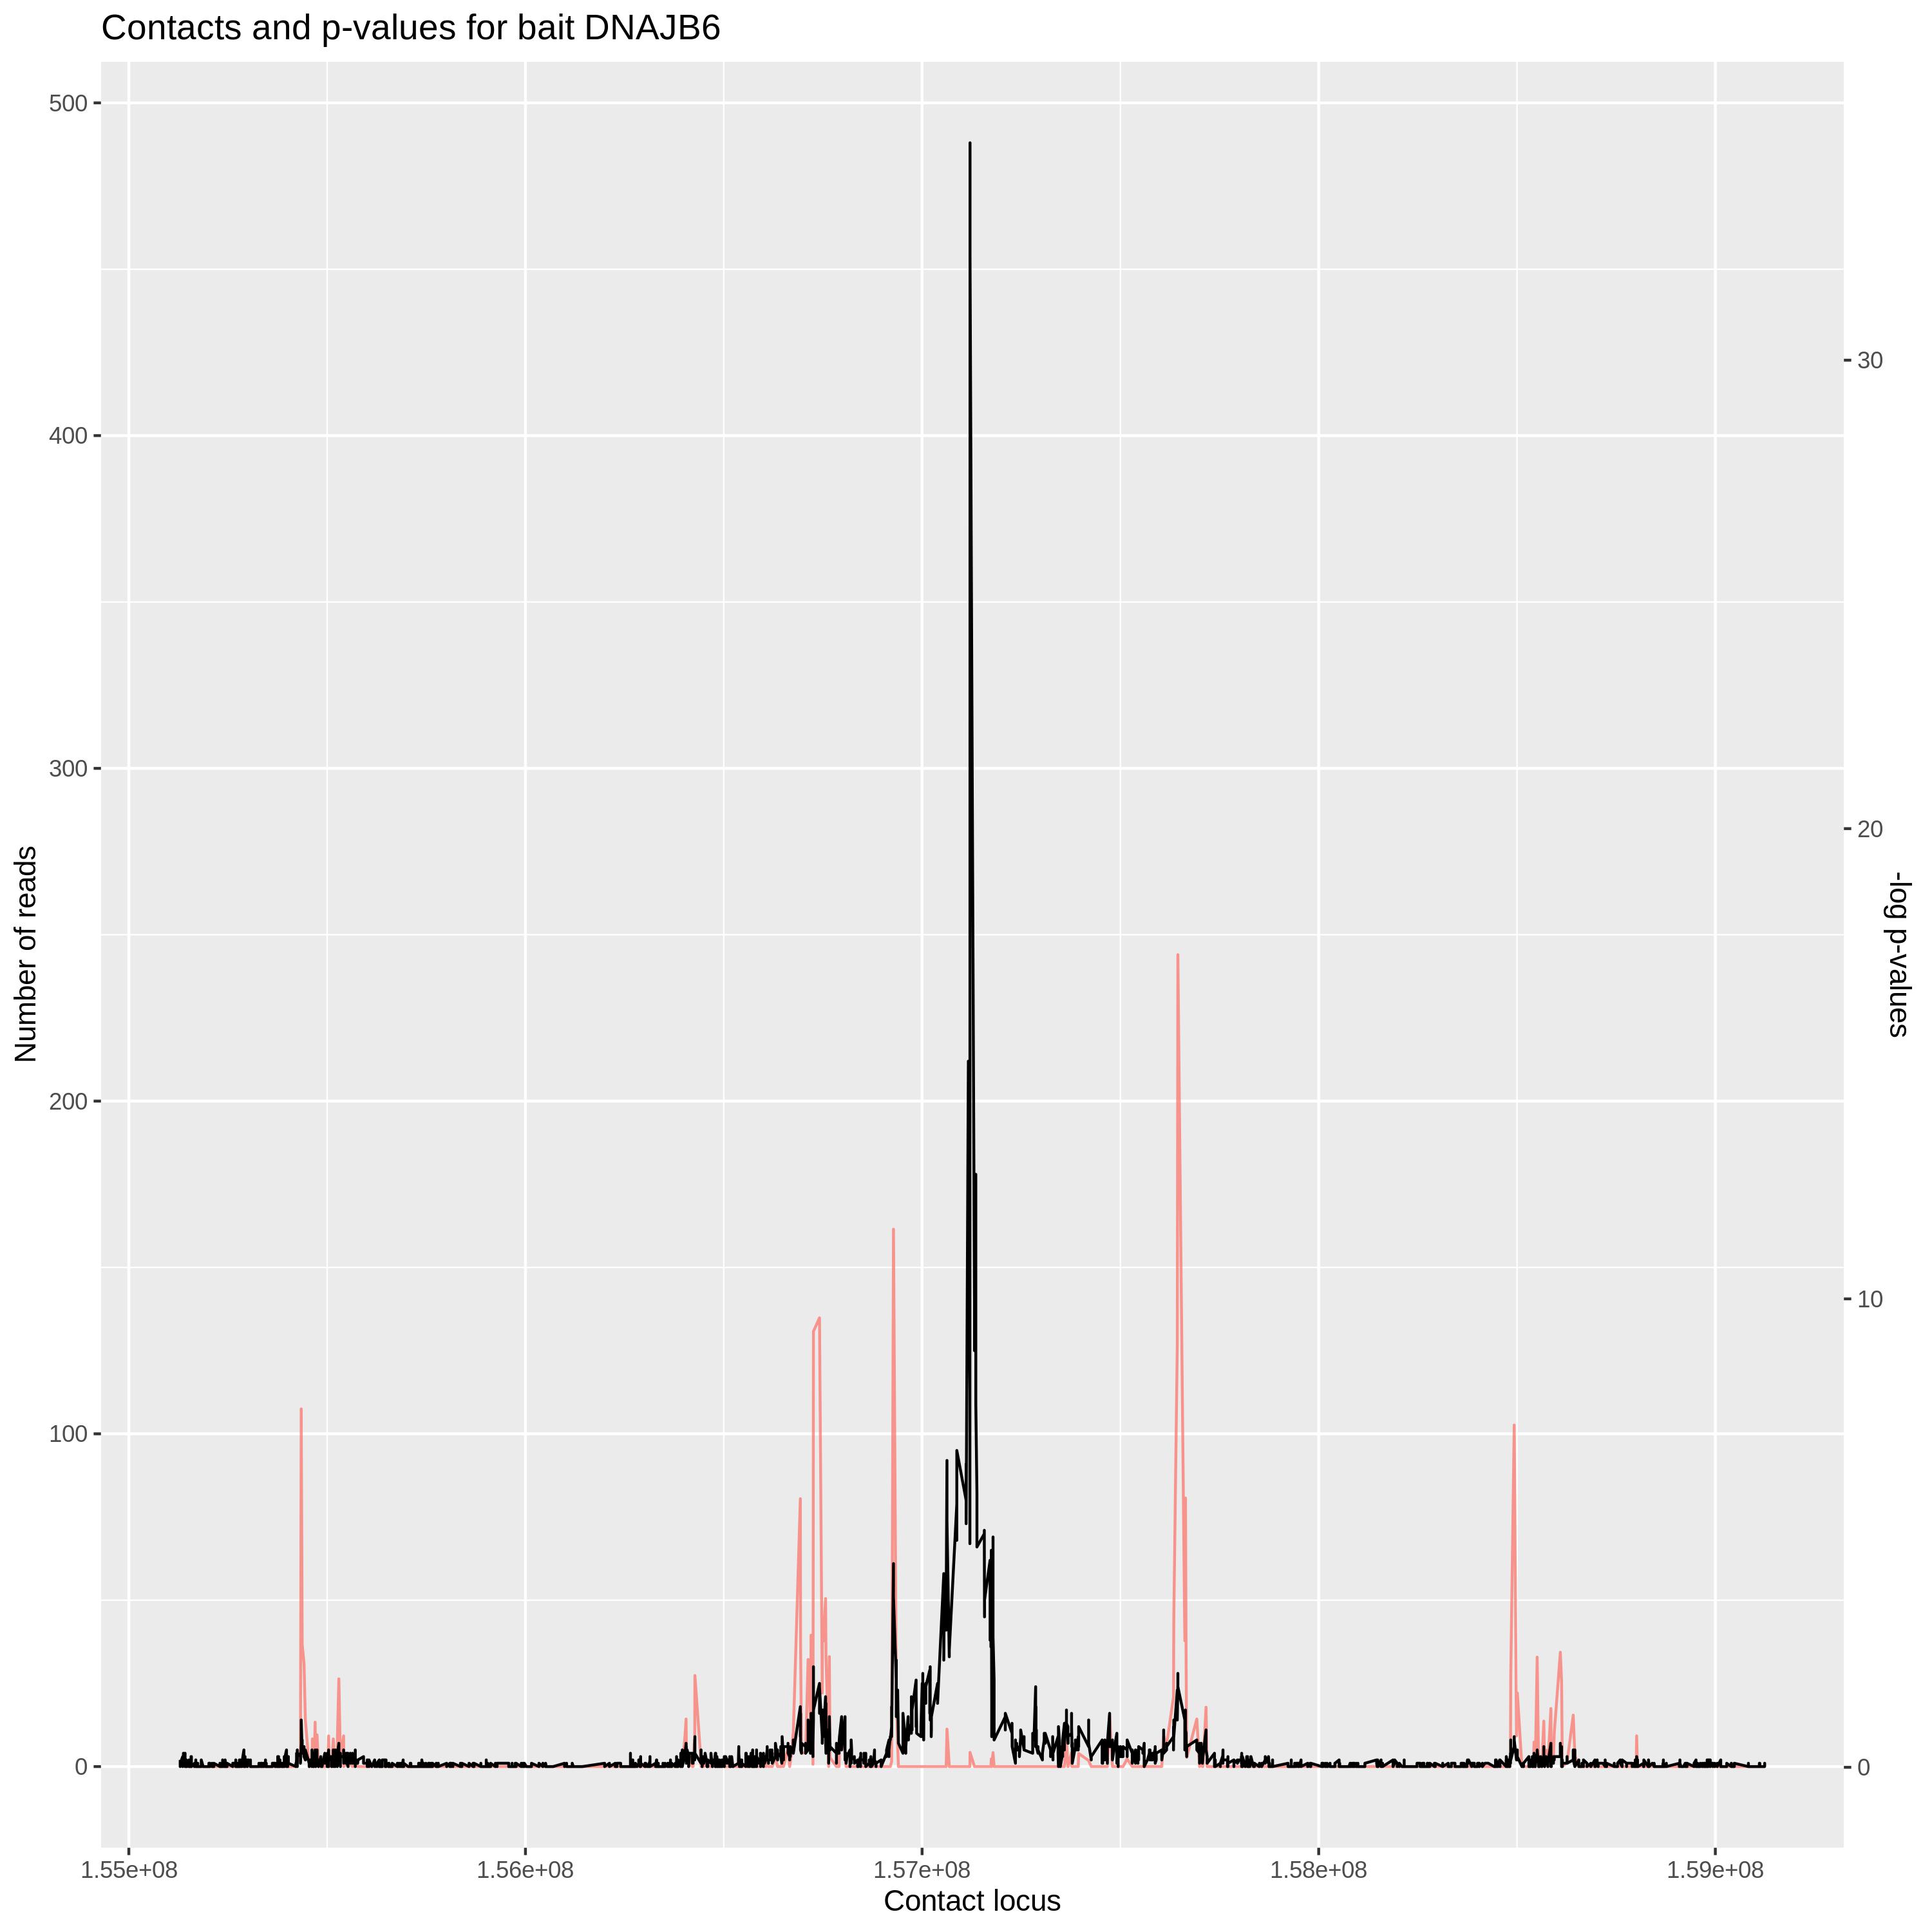 Contacts and p-values for bait DNAJB6
500
400
300
200
100
0
Number of reads
30
20
10
0
-log p-values
1.55e+08
1.56e+08
1.57e+08
1.58e+08
1.59e+08
Contact locus